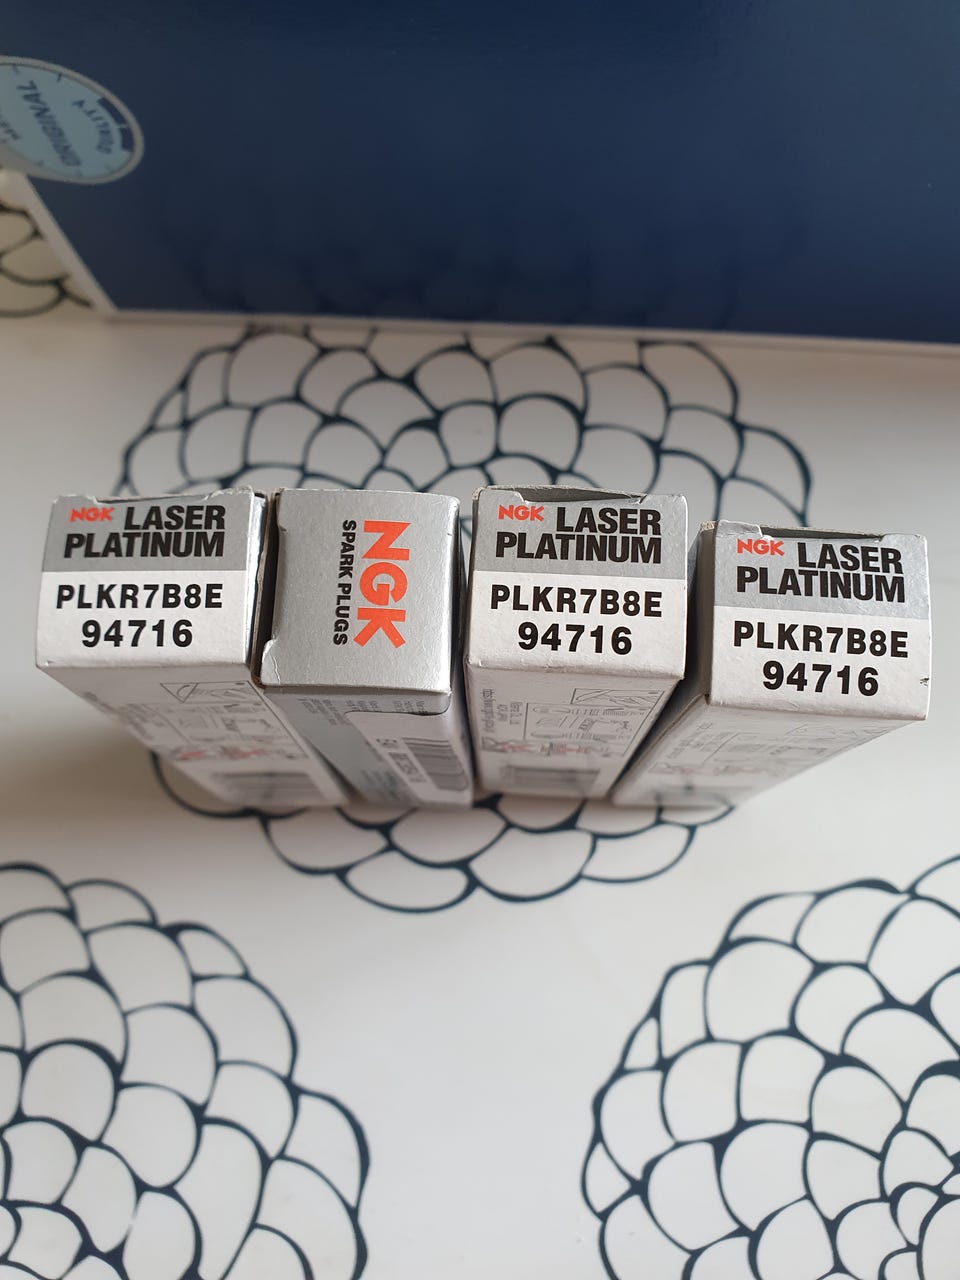 ORIGINAL
QUALITY
NGK LASER
PLATINUM
PLKR7B8E
94716
NGK
SPARK PLUGS
NGK LASER
PLATINUM
PLKR7B8E
94716
NGK LASER
PLATINUM
PLKR7B8E
94716